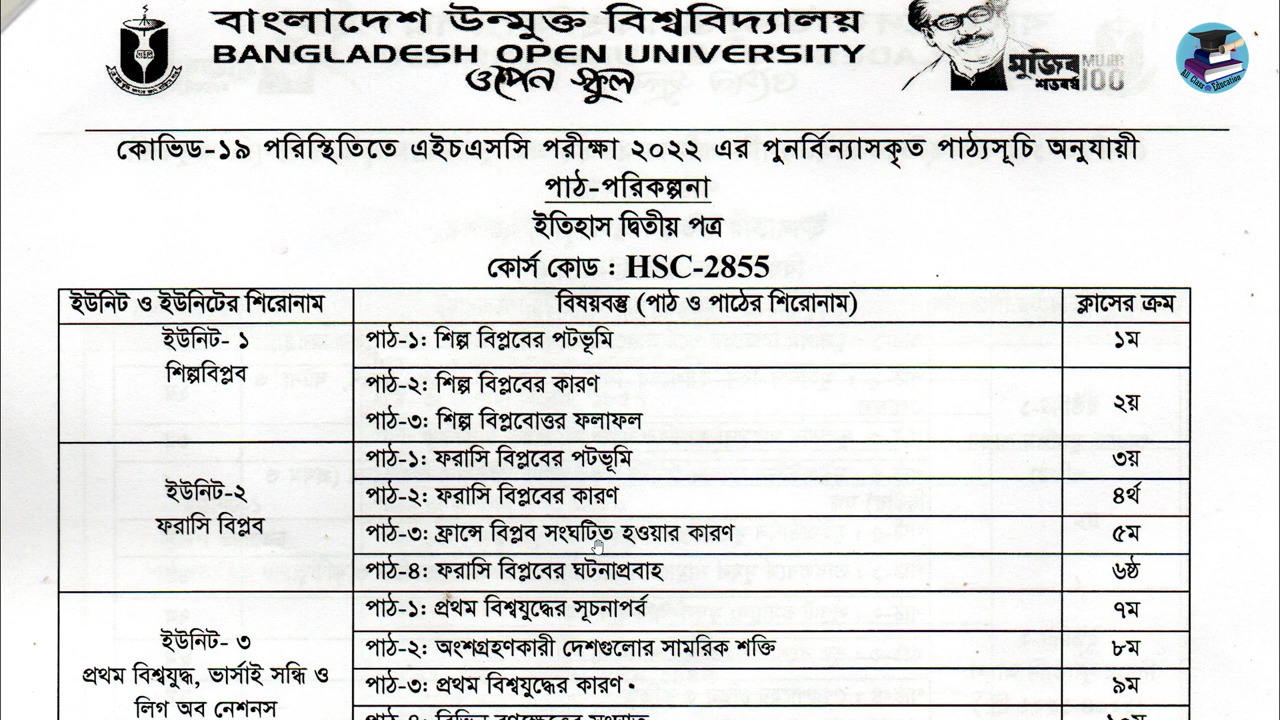 বাংলাদেশ উন্মুক্ত বিশ্ববিদ্যালয়
BANGLADESH OPEN UNIVERSITY
ওপেন স্কুল
মুজিব MUJIB
শতবর্ষ 100
All Class Education
কোভিড-১৯ পরিস্থিতিতে এইচএসসি পরীক্ষা ২০২২ এর পুনর্বিন্যাসকৃত পাঠ্যসূচি অনুযায়ী
পাঠ-পরিকল্পনা
ইতিহাস দ্বিতীয় পত্র
কোর্স কোড : HSC-2855
ইউনিট ও ইউনিটের শিরোনাম বিষয়বস্তু (পাঠ ও পাঠের শিরোনাম) ক্লাসের ক্রম
ইউনিট- ১
শিল্পবিপ্লব
পাঠ-১: শিল্প বিপ্লবের পটভূমি ১ম
পাঠ-২: শিল্প বিপ্লবের কারণ
পাঠ-৩: শিল্প বিপ্লবোত্তর ফলাফল
২য়
ইউনিট-২
ফরাসি বিপ্লব
পাঠ-১: ফরাসি বিপ্লবের পটভূমি ৩য়
পাঠ-২: ফরাসি বিপ্লবের কারণ ৪র্থ
পাঠ-৩: ফ্রান্সে বিপ্লব সংঘটিত হওয়ার কারণ ৫ম
পাঠ-৪: ফরাসি বিপ্লবের ঘটনাপ্রবাহ ৬ষ্ঠ
ইউনিট- ৩
প্রথম বিশ্বযুদ্ধ, ভার্সাই সন্ধি ও
লিগ অব নেশনস
পাঠ-১: প্রথম বিশ্বযুদ্ধের সূচনাপর্ব ৭ম
পাঠ-২: অংশগ্রহণকারী দেশগুলোর সামরিক শক্তি ৮ম
পাঠ-৩: প্রথম বিশ্বযুদ্ধের কারণ ৯ম